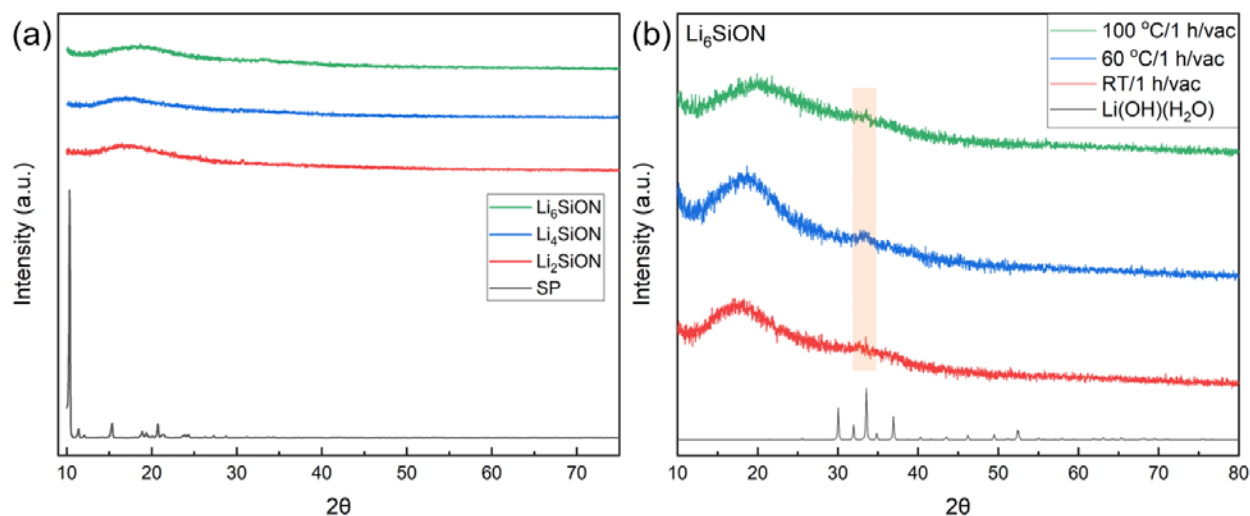 (a)
Intensity (a.u.)
Li₆SiON
Li₄SiON
Li₂SiON
SP
10 20 30 40 50 60 70
2θ
(b)
Li₆SiON
100 °C/1 h/vac
60 °C/1 h/vac
RT/1 h/vac
Li(OH)(H₂O)
Intensity (a.u.)
10 20 30 40 50 60 70 80
2θ